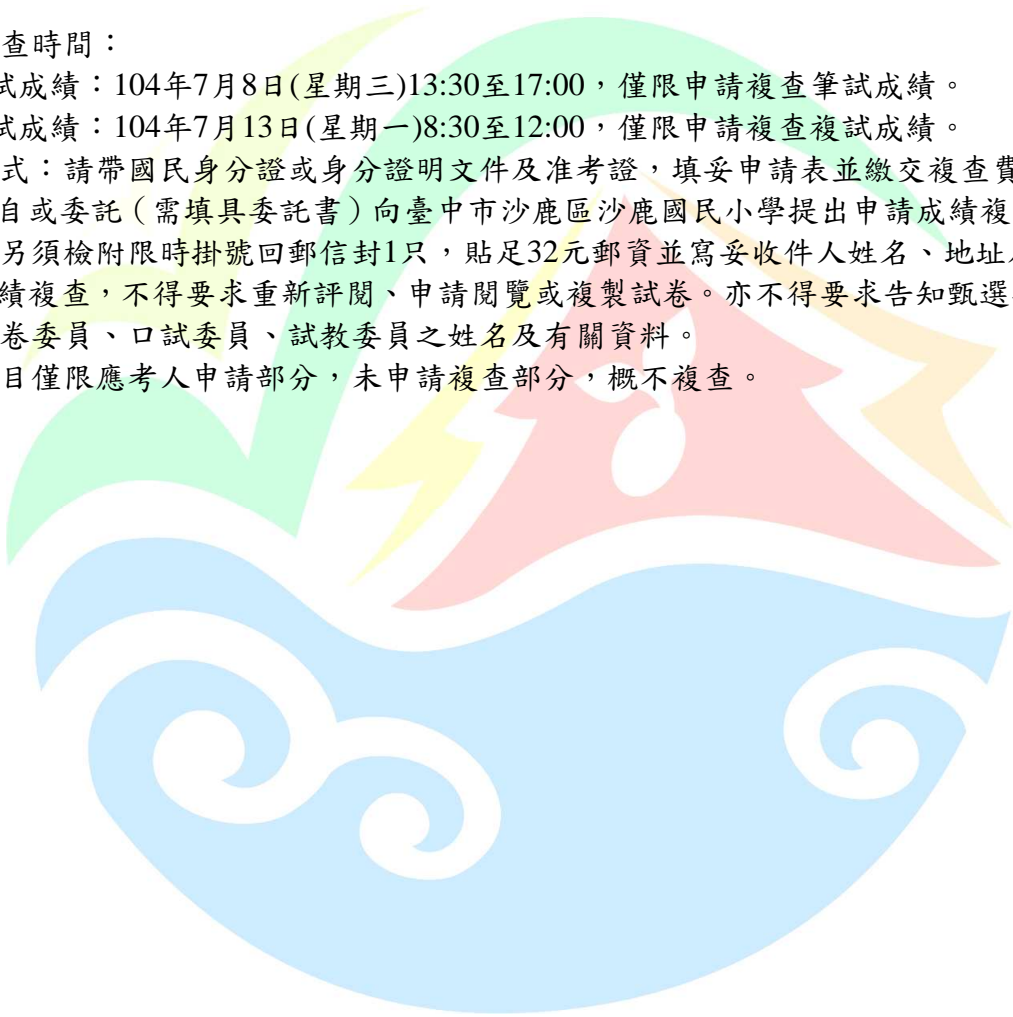 查時間：
試成績：104年7月8日(星期三)13:30至17:00，僅限申請複查筆試成績。
試成績：104年7月13日(星期一)8:30至12:00，僅限申請複查複試成績。
式：請帶國民身分證或身分證明文件及准考證，填妥申請表並繳交複查費
自或委託（需填具委託書）向臺中市沙鹿區沙鹿國民小學提出申請成績複
另須檢附限時掛號回郵信封1只，貼足32元郵資並寫妥收件人姓名、地址
績複查，不得要求重新評閱、申請閱覽或複製試卷。亦不得要求告知甄選
卷委員、口試委員、試教委員之姓名及有關資料。
目僅限應考人申請部分，未申請複查部分，概不複查。